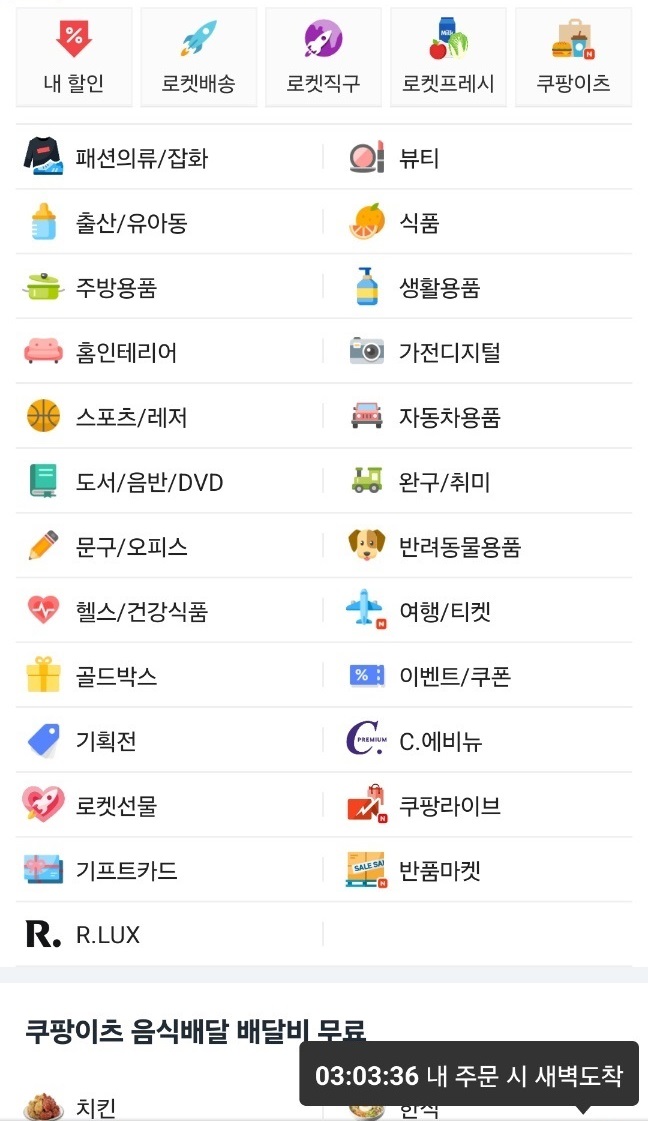 내 할인 로켓배송 로켓직구 로켓프레시 쿠팡이츠
패션의류/잡화 뷰티
출산/유아동 식품
주방용품 생활용품
홈인테리어 가전디지털
스포츠/레저 자동차용품
도서/음반/DVD 완구/취미
문구/오피스 반려동물용품
헬스/건강식품 여행/티켓
골드박스 이벤트/쿠폰
기획전 C.에비뉴
로켓선물 쿠팡라이브
기프트카드 반품마켓
R. R.LUX
쿠팡이츠 음식배달 배달비 무료
03:03:36 내 주문 시 새벽도착
치킨 한식